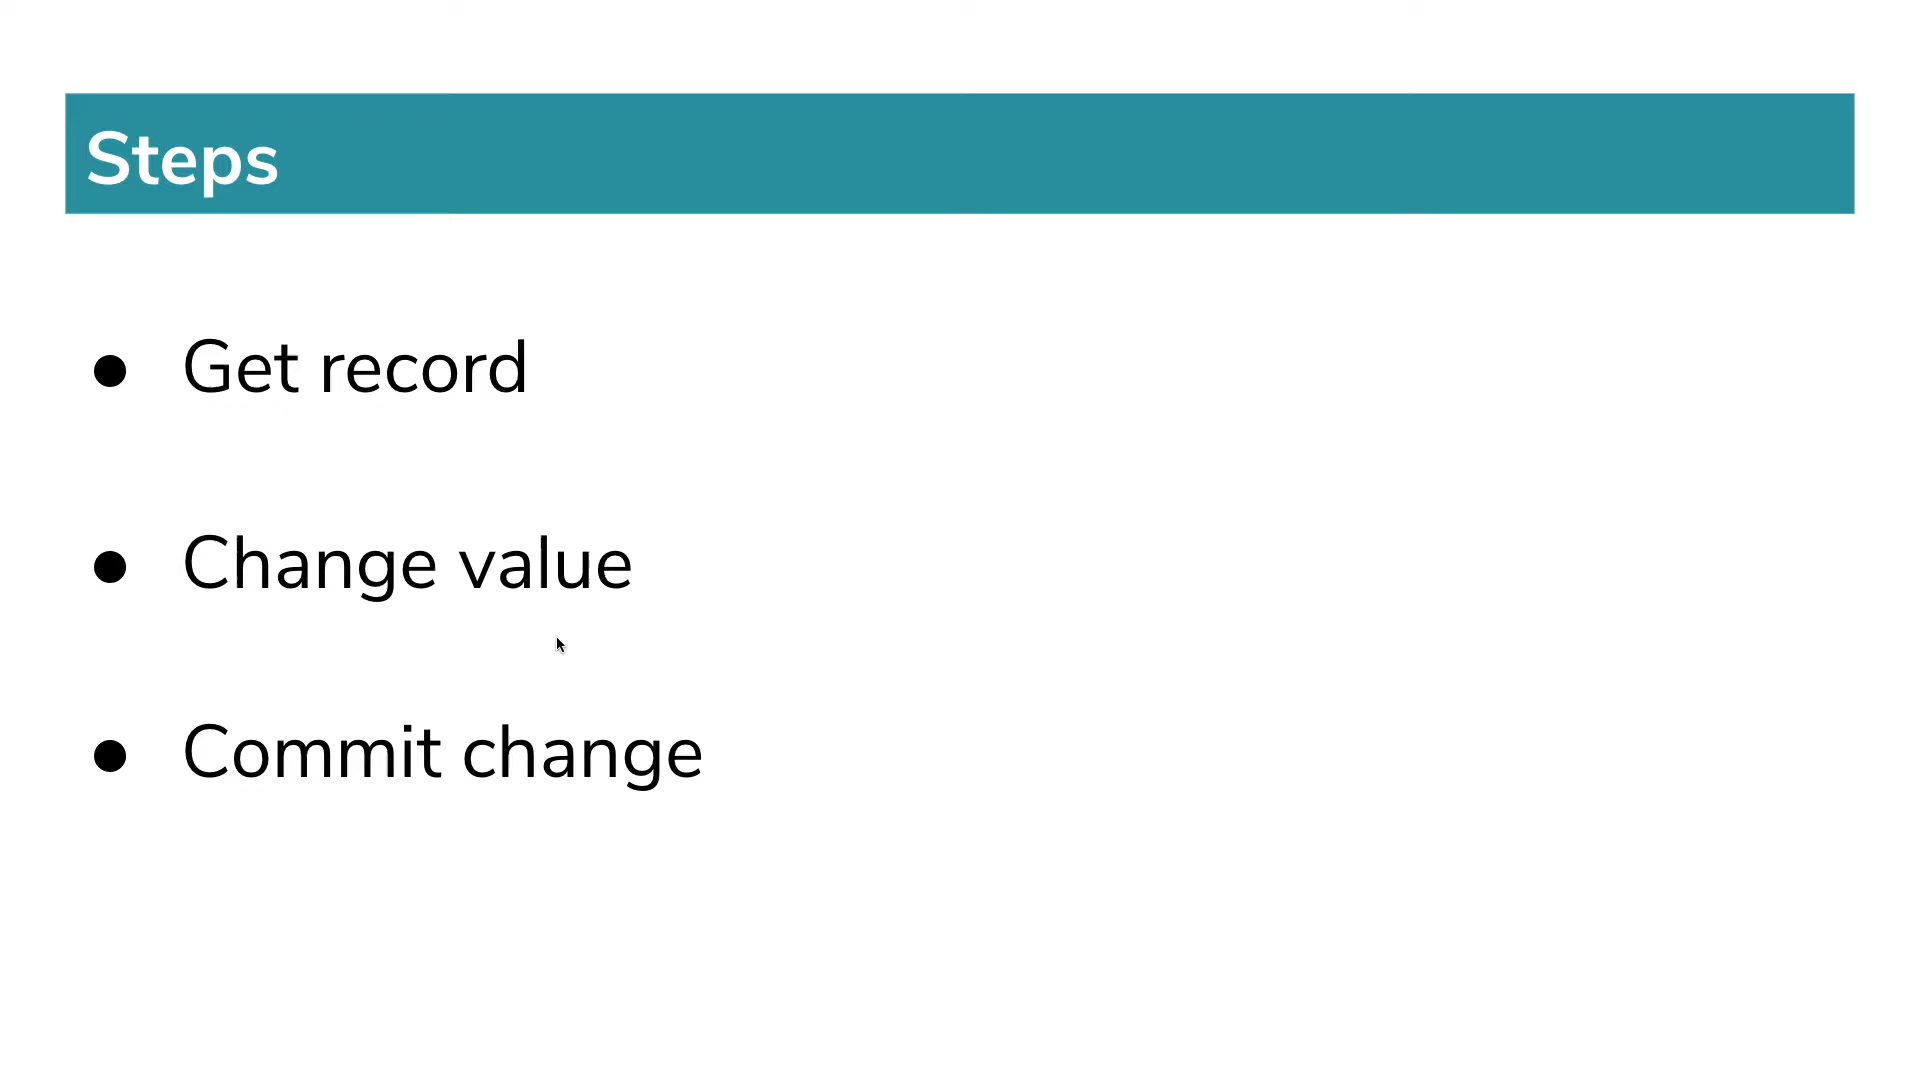 Steps
● Get record
● Change value
● Commit change